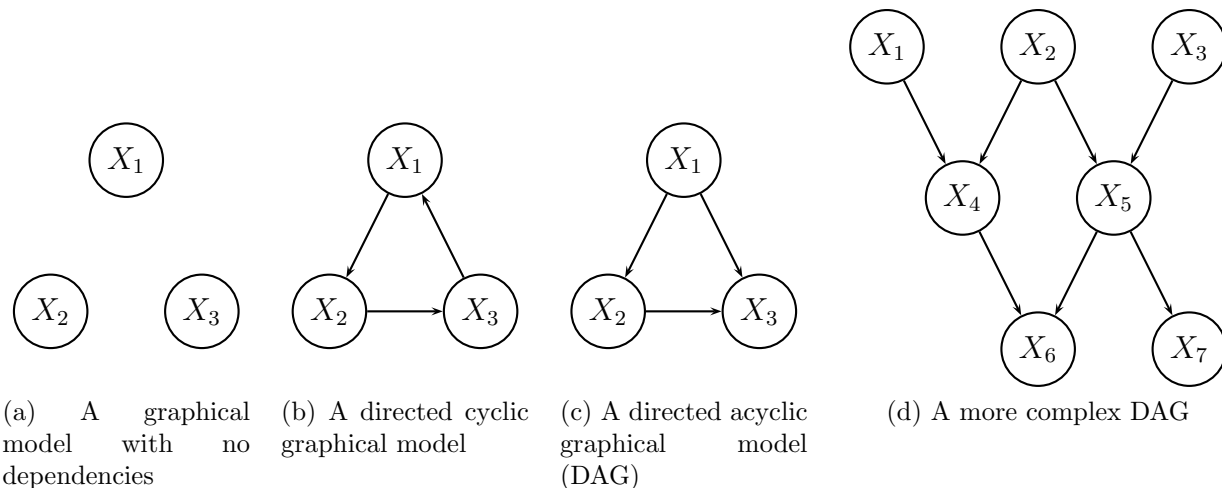 X₁
X₂ X₃
(a) A graphical
model with no
dependencies
X₁
X₂ X₃
(b) A directed cyclic
graphical model
X₁
X₂ X₃
(c) A directed acyclic
graphical model
(DAG)
X₁ X₂ X₃
X₄ X₅
X₆ X₇
(d) A more complex DAG